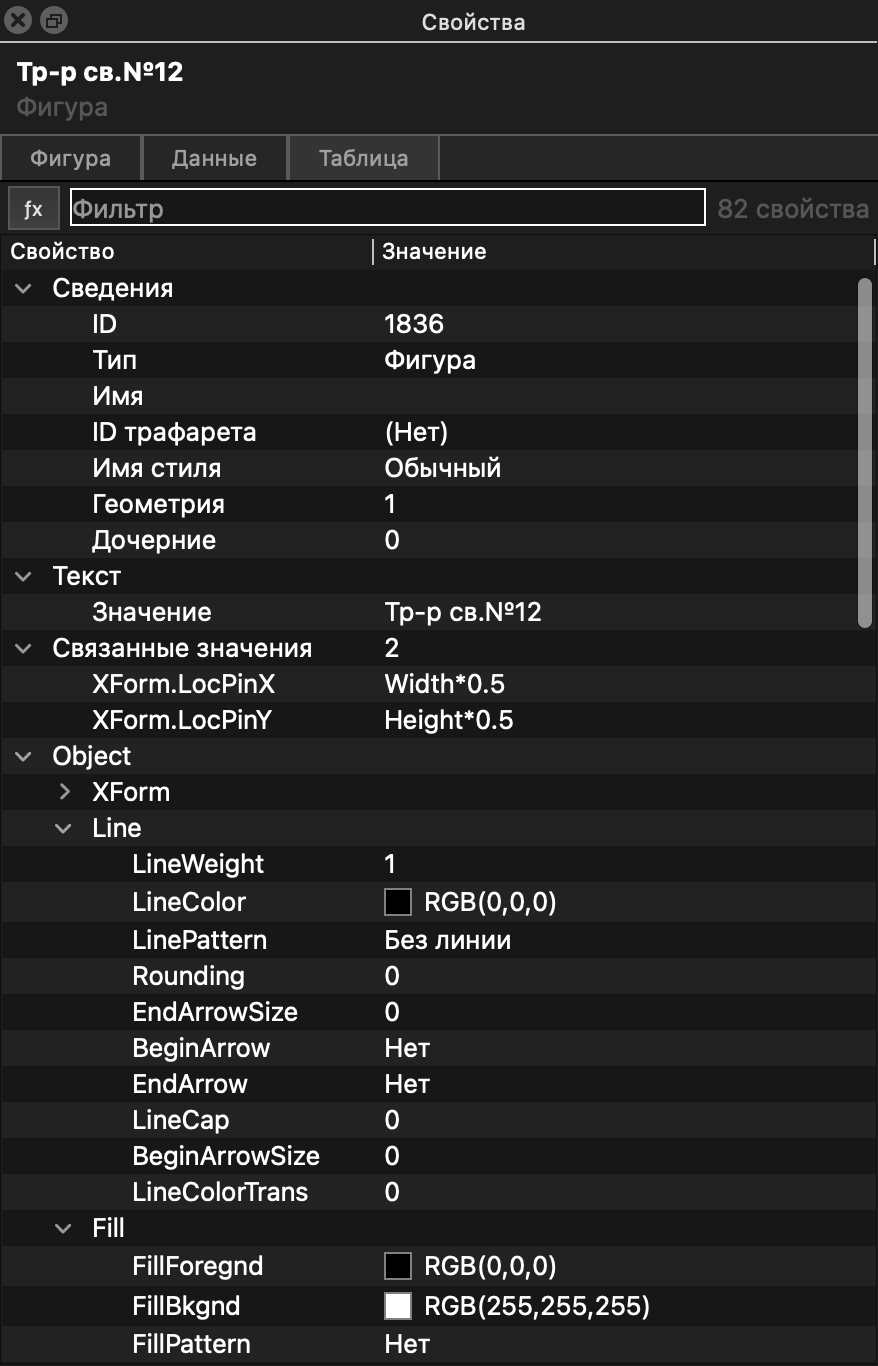 Свойства
Тр-р св.№12
Фигура
Фигура Данные Таблица
ƒx Фильтр 82 свойства
Свойство Значение
Сведения
ID 1836
Тип Фигура
Имя
ID трафарета (Нет)
Имя стиля Обычный
Геометрия 1
Дочерние 0
Текст
Значение Тр-р св.№12
Связанные значения 2
XForm.LocPinX Width*0.5
XForm.LocPinY Height*0.5
Object
XForm
Line
LineWeight 1
LineColor RGB(0,0,0)
LinePattern Без линии
Rounding 0
EndArrowSize 0
BeginArrow Нет
EndArrow Нет
LineCap 0
BeginArrowSize 0
LineColorTrans 0
Fill
FillForegnd RGB(0,0,0)
FillBkgnd RGB(255,255,255)
FillPattern Нет